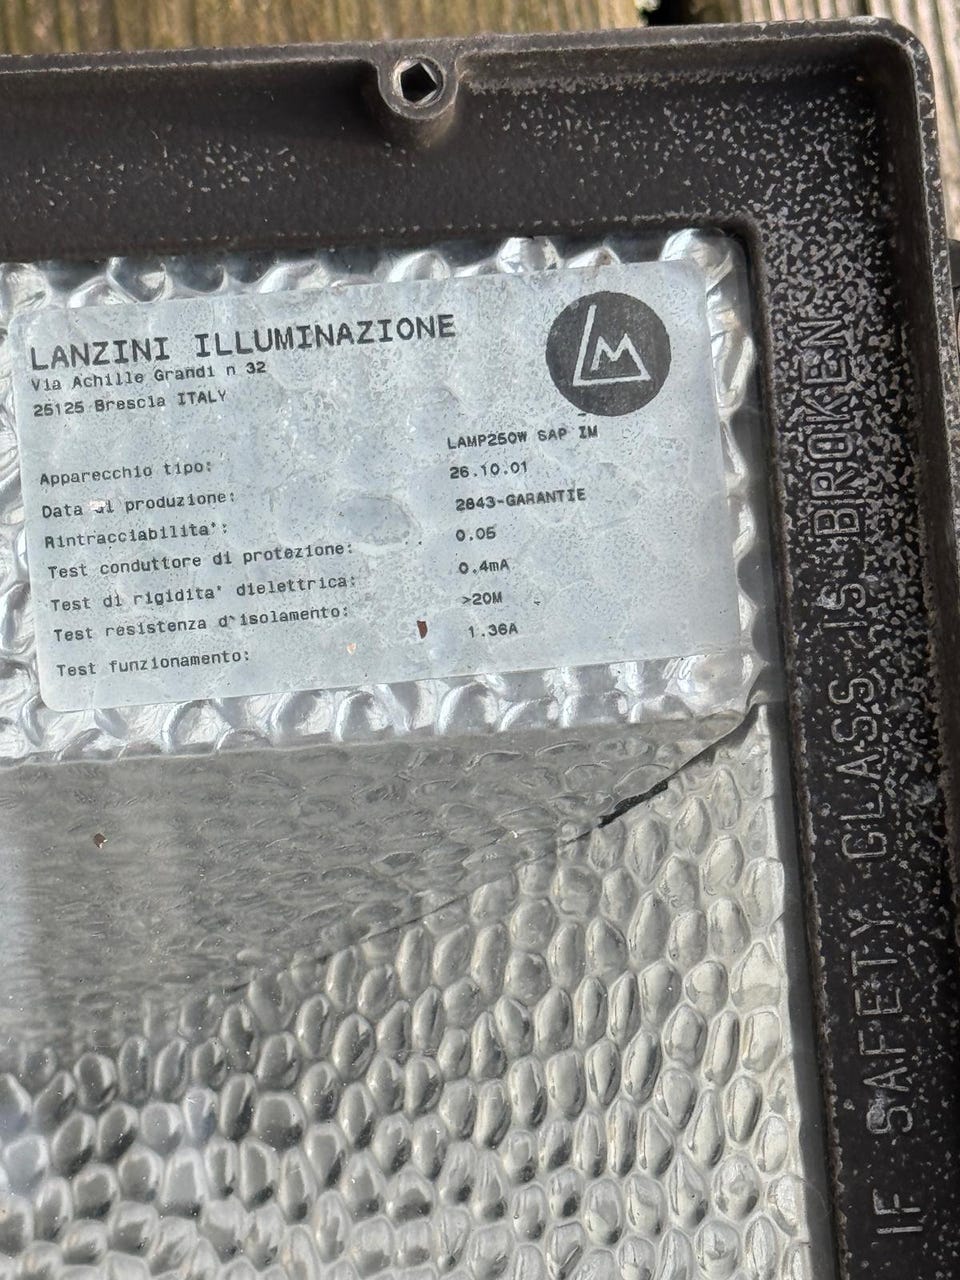 LANZINI ILLUMINAZIONE
Via Achille Grandi n 32
25125 Brescia ITALY
LM
Apparecchio tipo: LAMP250W SAP IM
Data di produzione: 26.10.01
Rintracciabilita': 2843-GARANTIE
Test conduttore di protezione: 0.05
Test di rigidita' dielettrica: 0.4mA
Test resistenza d'isolamento: >20M
Test funzionamento: 1.36A
IF SAFETY GLASS IS BROKEN